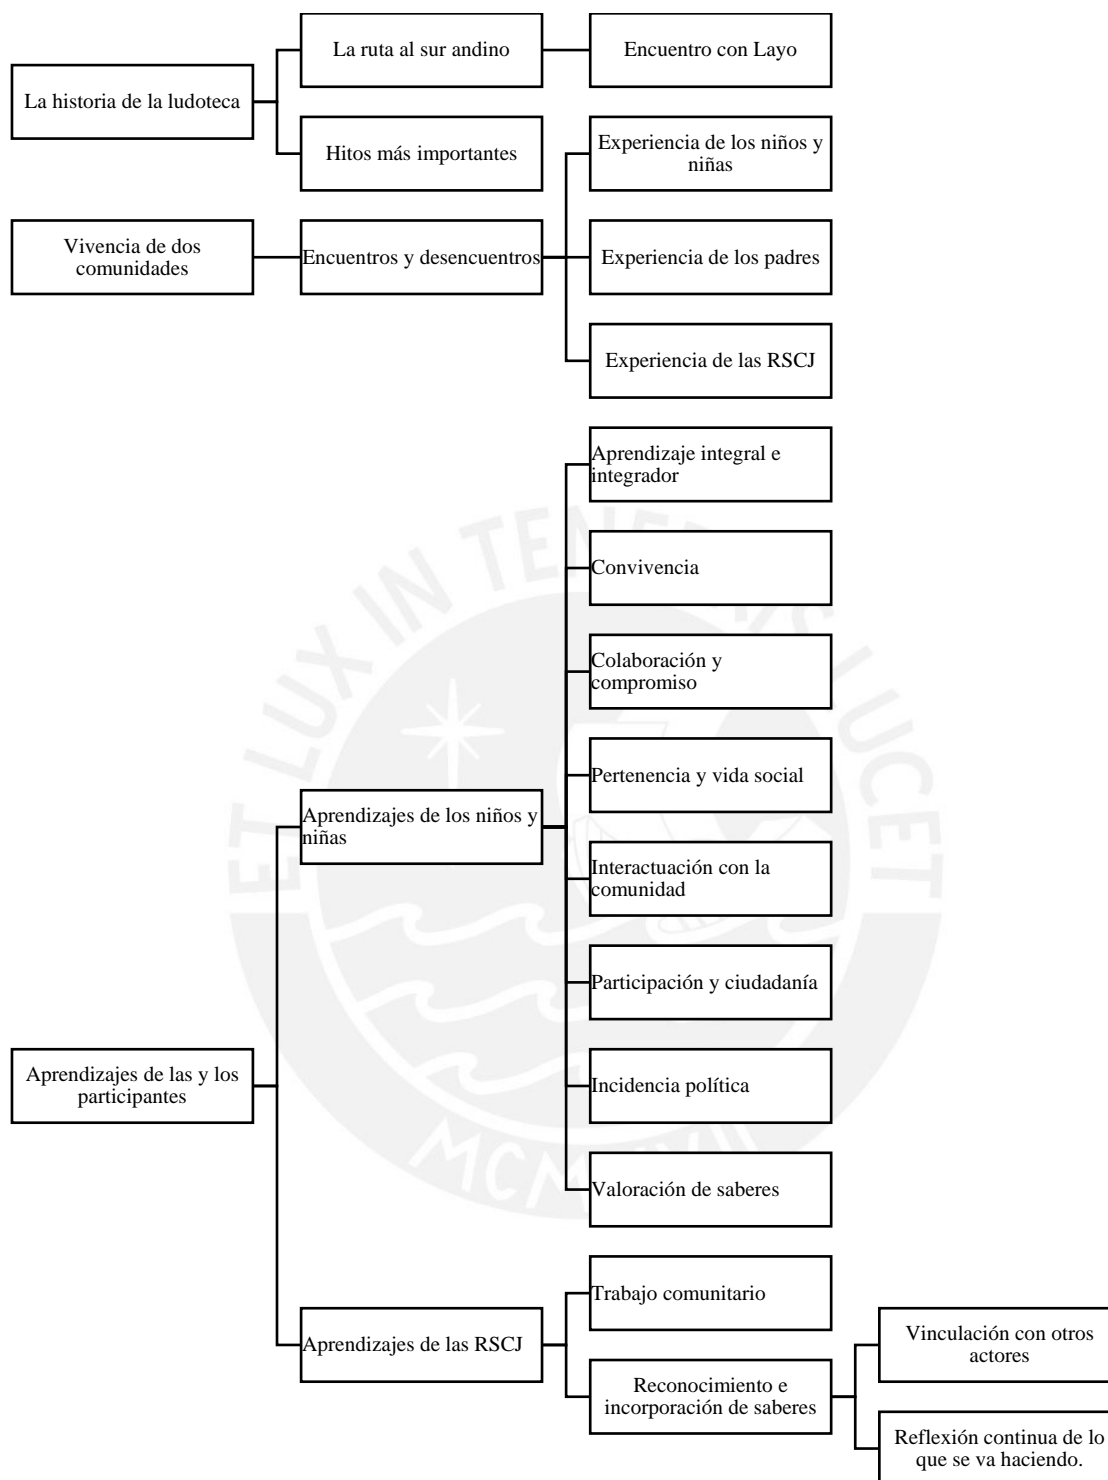 La ruta al sur andino
Encuentro con Layo
La historia de la ludoteca
Hitos más importantes
Experiencia de los niños y
niñas
Vivencia de dos
comunidades
Encuentros y desencuentros
Experiencia de los padres
Experiencia de las RSCJ
Aprendizaje integral e
integrador
Convivencia
Colaboración y
compromiso
Pertenencia y vida social
Aprendizajes de los niños y
niñas
Interactuación con la
comunidad
Participación y ciudadanía
Aprendizajes de las y los
participantes
Incidencia política
Valoración de saberes
Trabajo comunitario
Aprendizajes de las RSCJ
Vinculación con otros
actores
Reconocimiento e
incorporación de saberes
Reflexión continua de lo
que se va haciendo.
ET LUX IN
LUCET